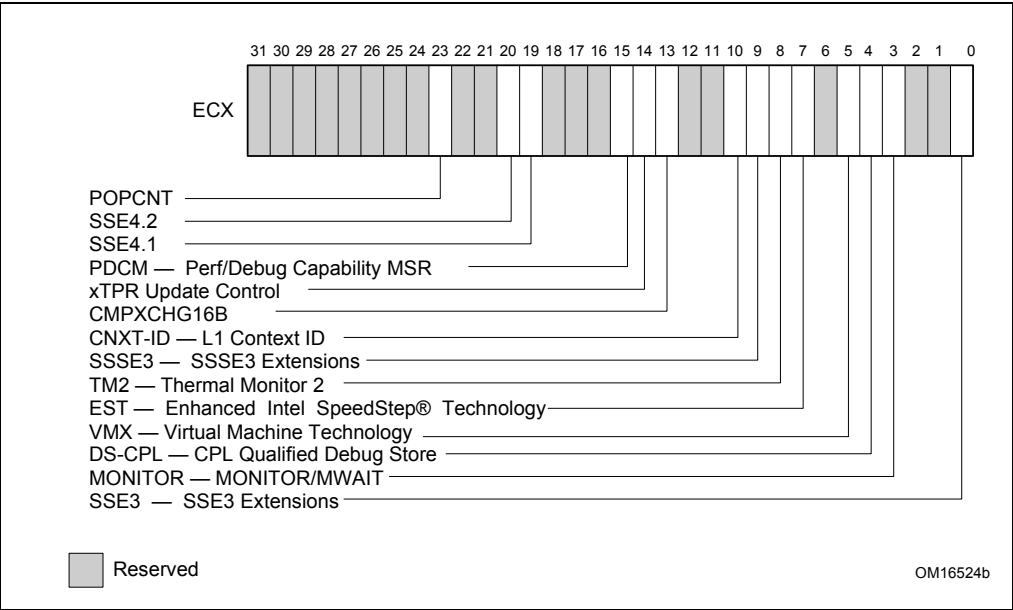 31 30 29 28 27 26 25 24 23 22 21 20 19 18 17 16 15 14 13 12 11 10 9 8 7 6 5 4 3 2 1 0
ECX
POPCNT
SSE4.2
SSE4.1
PDCM — Perf/Debug Capability MSR
xTPR Update Control
CMPXCHG16B
CNXT-ID — L1 Context ID
SSSE3 — SSSE3 Extensions
TM2 — Thermal Monitor 2
EST — Enhanced Intel SpeedStep® Technology
VMX — Virtual Machine Technology
DS-CPL — CPL Qualified Debug Store
MONITOR — MONITOR/MWAIT
SSE3 — SSE3 Extensions
Reserved
OM16524b